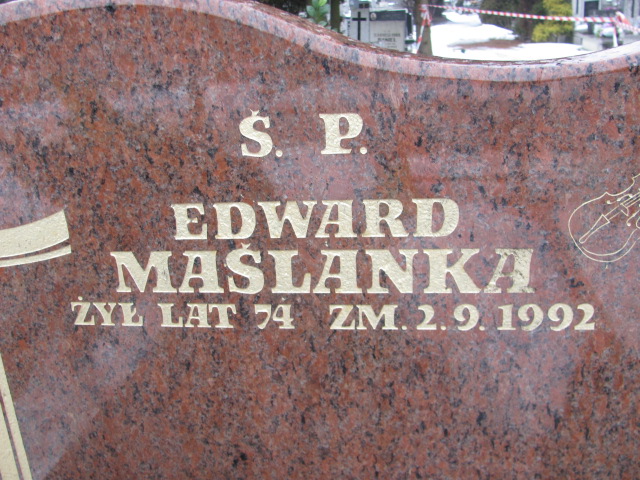 Ś. P.
EDWARD
MAŚLANKA
ŻYŁ LAT 74 ZM. 2. 9. 1992